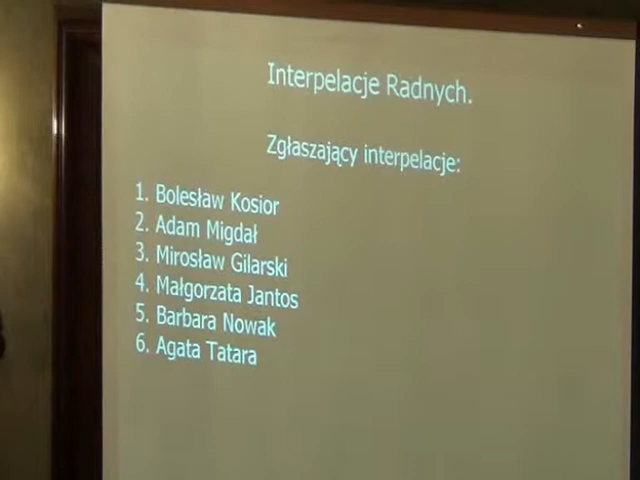 Interpelacje Radnych.
Zgłaszający interpelacje:
1. Bolesław Kosior
2. Adam Migdał
3. Mirosław Gilarski
4. Małgorzata Jantos
5. Barbara Nowak
6. Agata Tatara